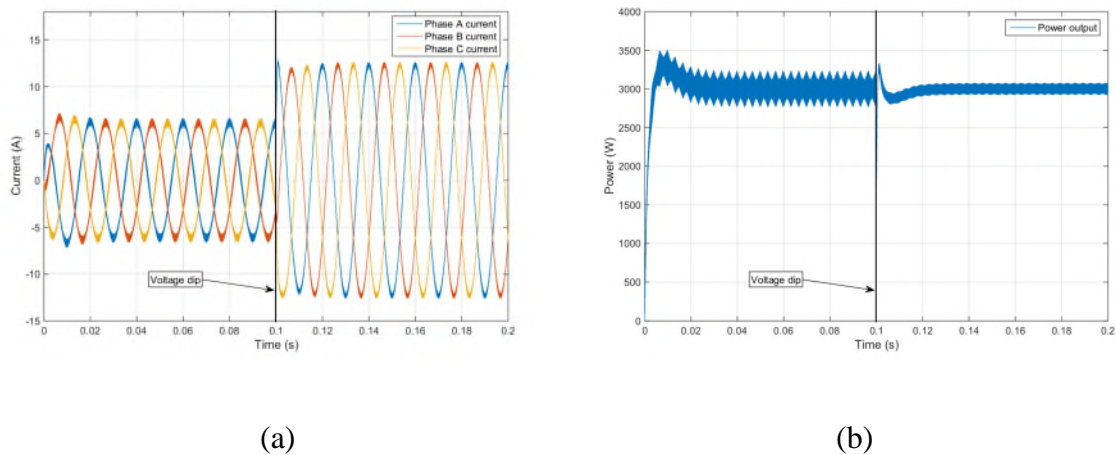 Phase A current
Phase B current
Phase C current
Current (A)
15
10
5
0
-5
-10
-15
Voltage dip
0 0.02 0.04 0.06 0.08 0.1 0.12 0.14 0.16 0.18 0.2
Time (s)
(a)
Power output
Power (W)
4000
3500
3000
2500
2000
1500
1000
500
0
Voltage dip
0 0.02 0.04 0.06 0.08 0.1 0.12 0.14 0.16 0.18 0.2
Time (s)
(b)